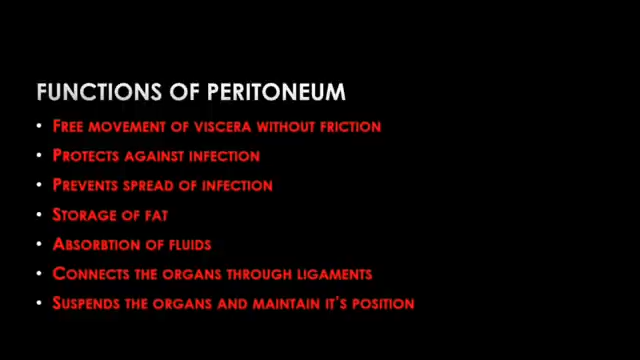 FUNCTIONS OF PERITONEUM
• FREE MOVEMENT OF VISCERA WITHOUT FRICTION
• PROTECTS AGAINST INFECTION
• PREVENTS SPREAD OF INFECTION
• STORAGE OF FAT
• ABSORBTION OF FLUIDS
• CONNECTS THE ORGANS THROUGH LIGAMENTS
• SUSPENDS THE ORGANS AND MAINTAIN IT'S POSITION